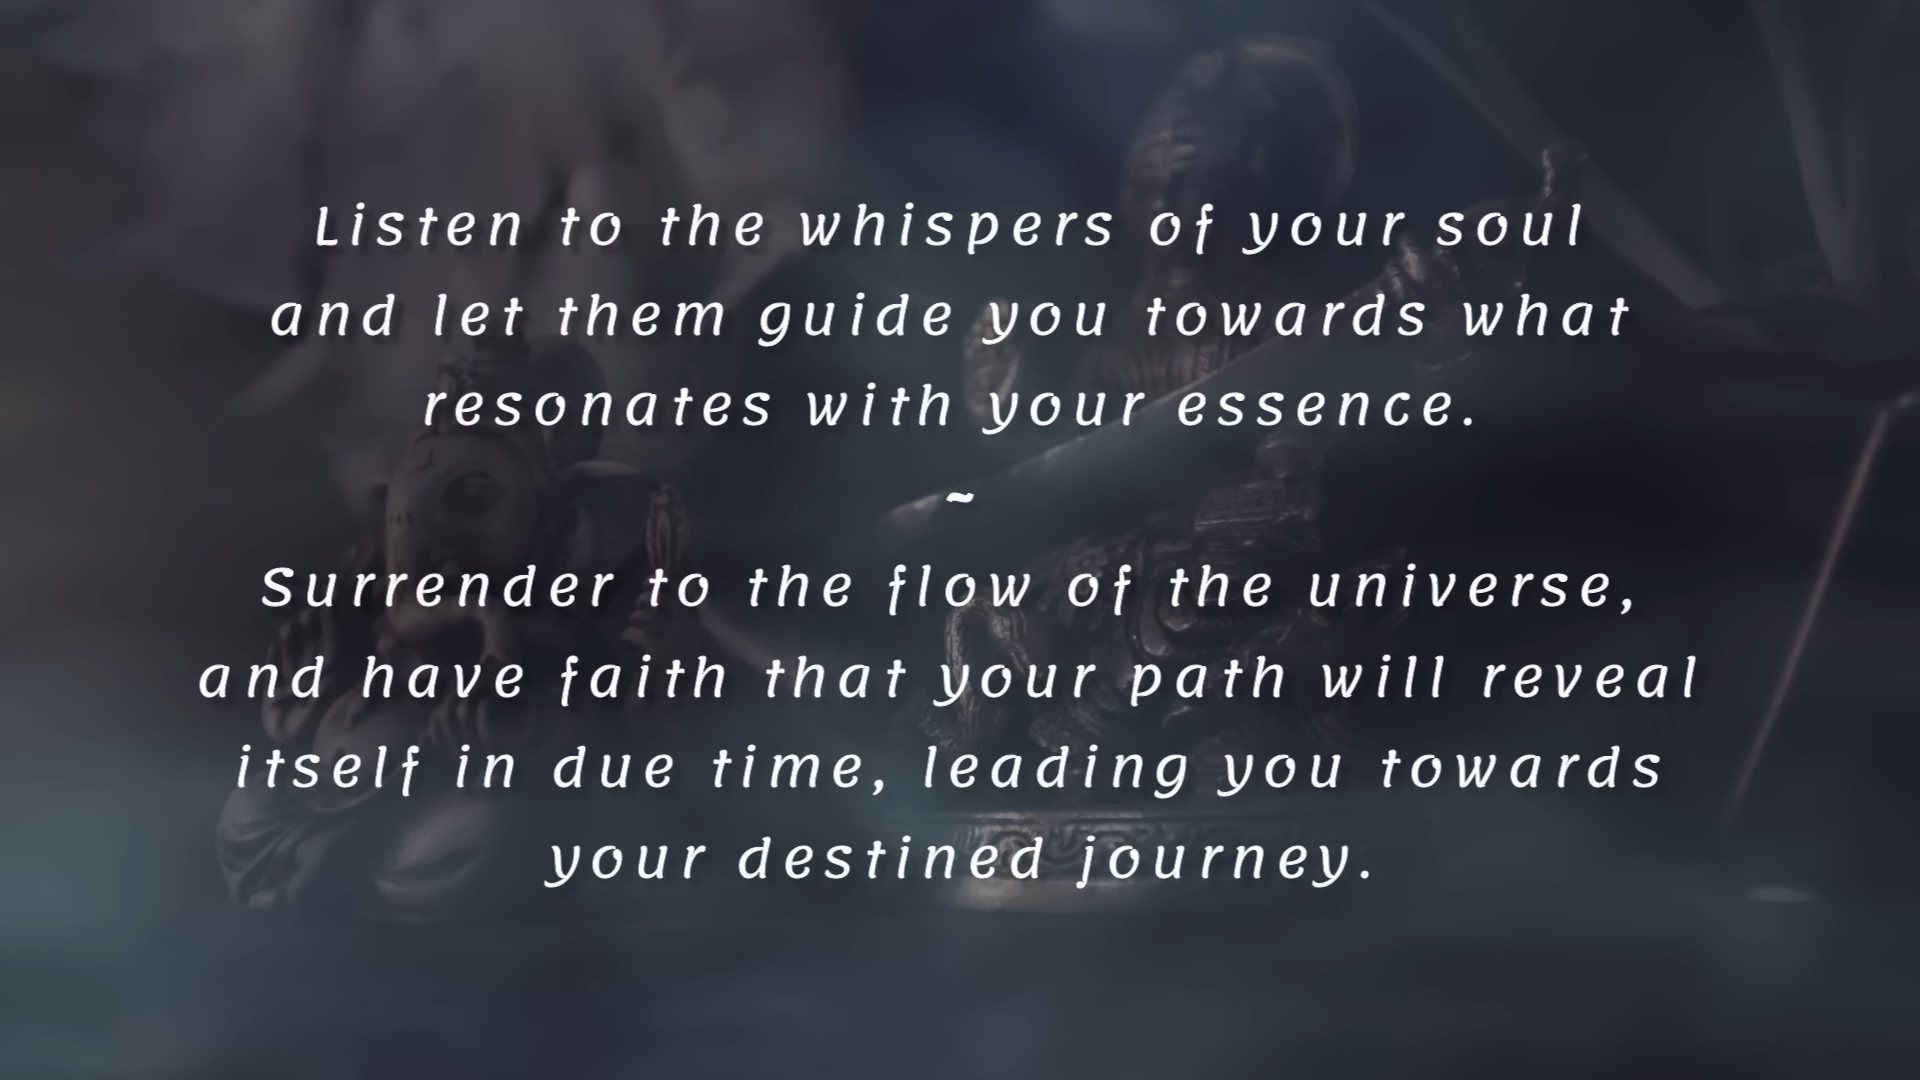 Listen to the whispers of your soul
and let them guide you towards what
resonates with your essence.
~
Surrender to the flow of the universe,
and have faith that your path will reveal
itself in due time, leading you towards
your destined journey.